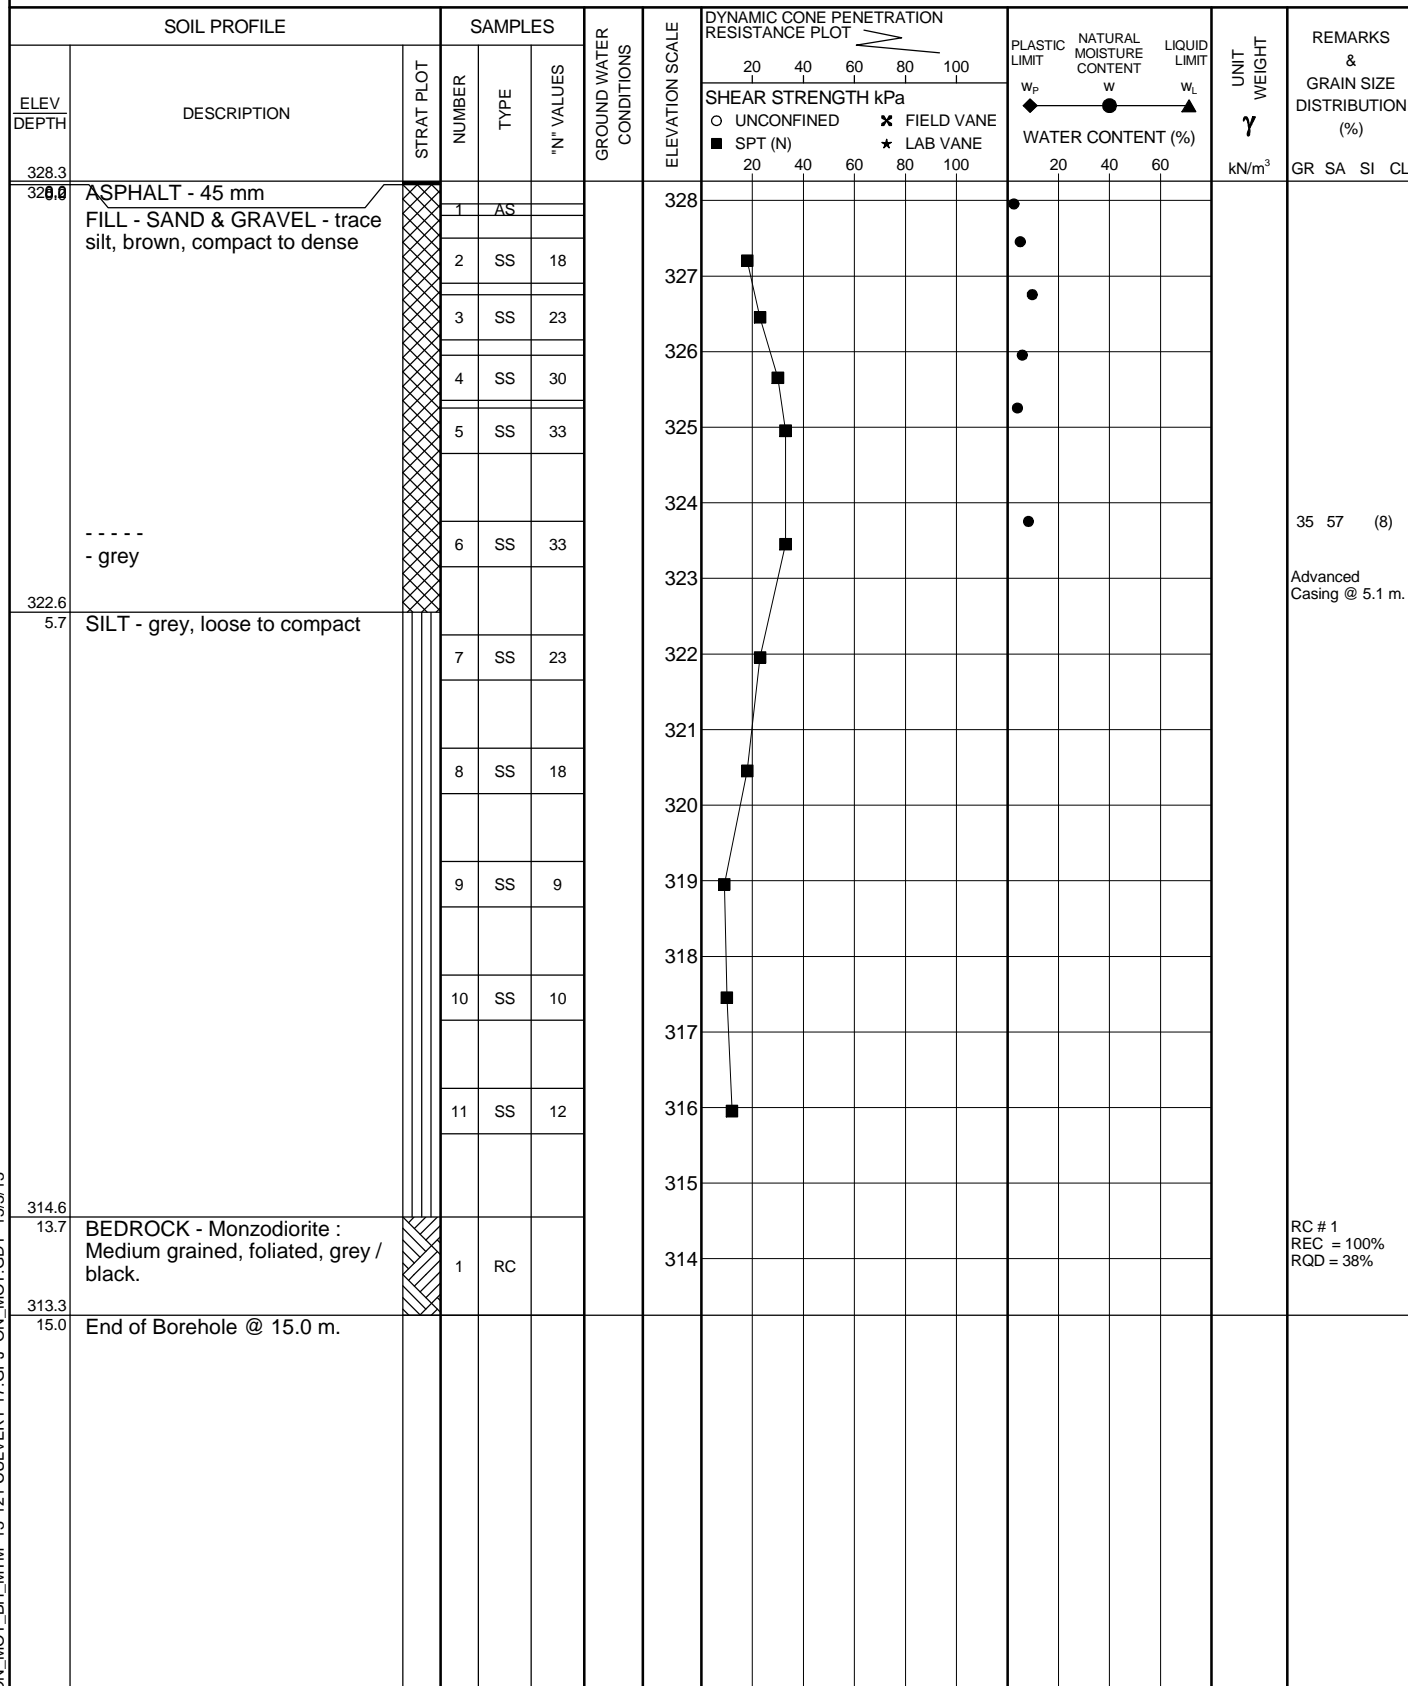 SOIL PROFILE
SAMPLES
DYNAMIC CONE PENETRATION
RESISTANCE PLOT
20 40 60 80 100
ELEV
DEPTH
DESCRIPTION
STRAT PLOT
NUMBER
TYPE
"N" VALUES
GROUND WATER
CONDITIONS
ELEVATION SCALE
SHEAR STRENGTH kPa
UNCONFINED
FIELD VANE
SPT (N)
LAB VANE
20 40 60 80 100
PLASTIC
LIMIT
NATURAL
MOISTURE
CONTENT
LIQUID
LIMIT
WP
W
WL
WATER CONTENT (%)
20 40 60
UNIT
WEIGHT
γ
kN/m³
REMARKS
&
GRAIN SIZE
DISTRIBUTION
(%)
GR SA SI CL
328.3
ASPHALT - 45 mm
FILL - SAND & GRAVEL - trace
silt, brown, compact to dense
1 AS
328
2 SS 18
327
3 SS 23
326
4 SS 30
5 SS 33
325
324
- - - - -
- grey
6 SS 33
35 57 (8)
323
Advanced
Casing @ 5.1 m.
322.6
5.7
SILT - grey, loose to compact
7 SS 23
322
321
8 SS 18
320
9 SS 9
319
318
10 SS 10
317
11 SS 12
316
315
314.6
13.7
BEDROCK - Monzodiorite :
Medium grained, foliated, grey /
black.
1 RC
314
RC # 1
REC = 100%
RQD = 38%
313.3
15.0
End of Borehole @ 15.0 m.